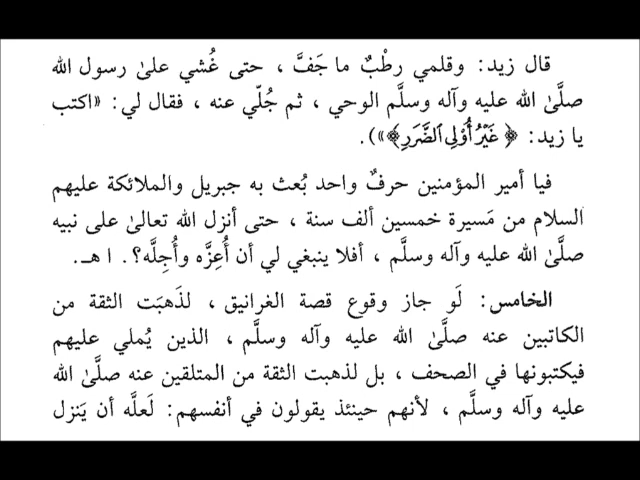 قال زيد: وقلمي رطْبٌ ما جَفَّ ، حتى غُشي علىٰ رسول الله
صلَّىٰ الله عليه وآله وسلَّم الوحي ، ثم جُلّي عنه ، فقال لي: «اكتب
يا زيد: ﴿ غَيْرُ أُوْلِي ٱلضَّرَرِ ﴾»).
فيا أمير المؤمنين حرفٌ واحد بُعث به جبريل والملائكة عليهم
السلام من مَسيرة خمسين ألف سنة ، حتى أنزل الله تعالىٰ على نبيه
صلَّىٰ الله عليه وآله وسلَّم ، أفلا ينبغي لي أن أُعِزَّه وأُجِلَّه؟. ا هـ.
الخامس: لَو جاز وقوع قصة الغرانيق ، لذَهبَت الثقة من
الكاتبين عنه صلَّىٰ الله عليه وآله وسلَّم ، الذين يُملي عليهم
فيكتبونها في الصحف ، بل لذهبت الثقة من المتلقين عنه صلَّىٰ الله
عليه وآله وسلَّم ، لأنهم حينئذ يقولون في أنفسهم: لَعلَّه أن يَنزل